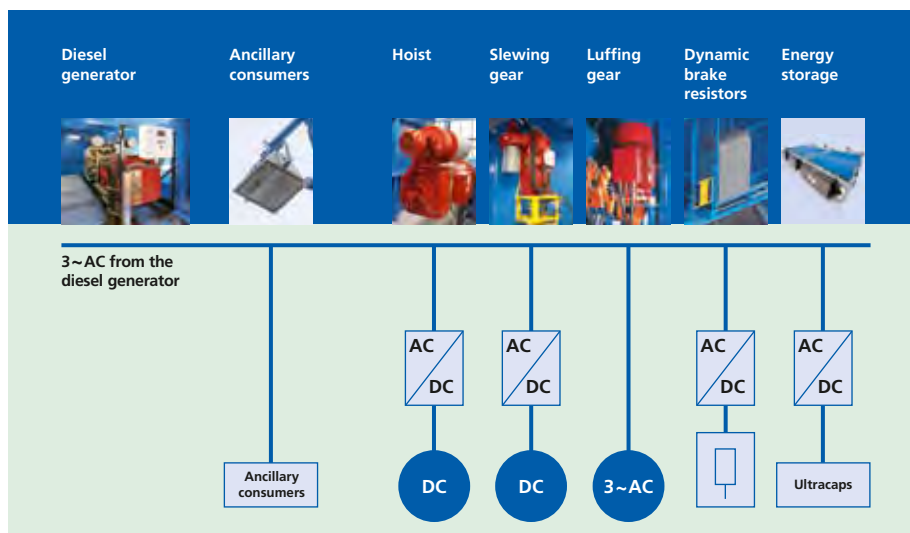 Diesel
generator
Ancillary
consumers
Hoist
Slewing
gear
Luffing
gear
Dynamic
brake
resistors
Energy
storage
3~AC from the
diesel generator
AC
DC
AC
DC
AC
DC
AC
DC
Ancillary
consumers
DC
DC
3~AC
Ultracaps